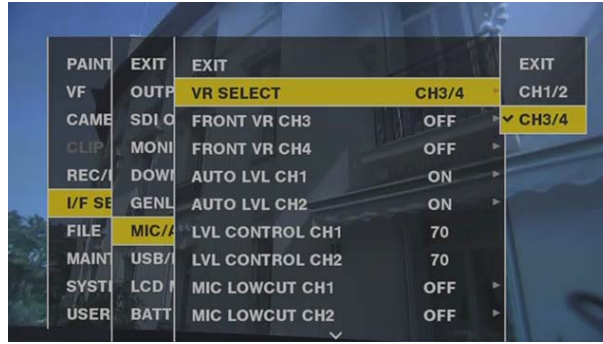 PAINT
VF
CAME
CLIP
REC/
I/F SE
FILE
MAINT
SYST
USER
EXIT
OUTP
SDI O
MONI
DOW
GENL
MIC/
USB/
LCD
BATT
EXIT
VR SELECT CH3/4
FRONT VR CH3 OFF
FRONT VR CH4 OFF
AUTO LVL CH1 ON
AUTO LVL CH2 ON
LVL CONTROL CH1 70
LVL CONTROL CH2 70
MIC LOWCUT CH1 OFF
MIC LOWCUT CH2 OFF
EXIT
CH1/2
CH3/4